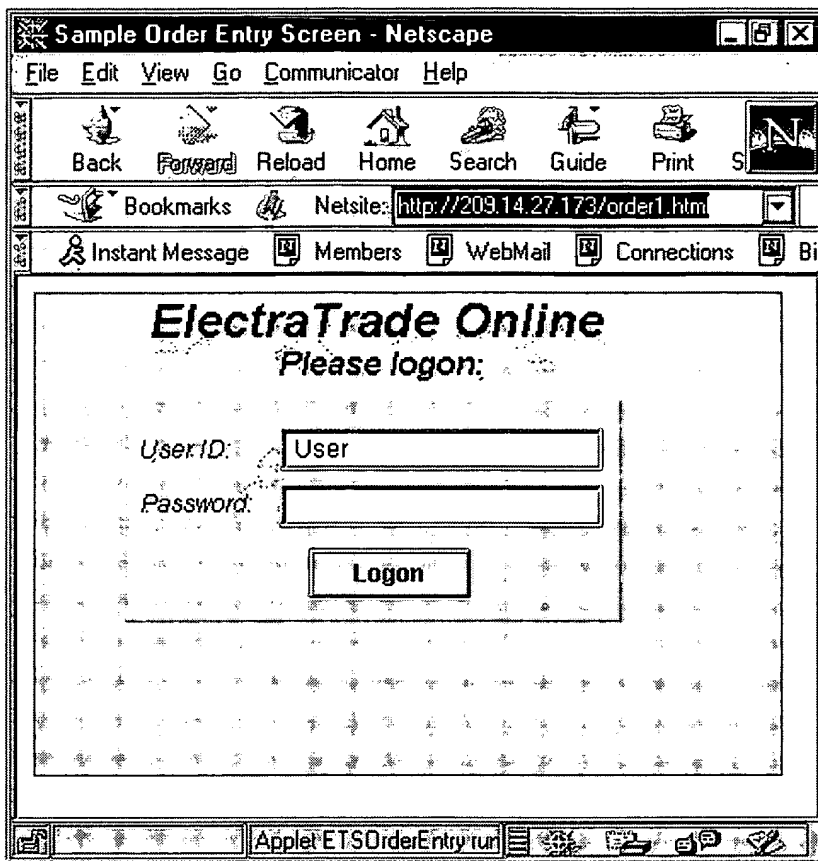 Sample Order Entry Screen - Netscape
File Edit View Go Communicator Help
Back Forward Reload Home Search Guide Print S N
Bookmarks Netsite: http://209.14.27.173/order1.htm
Instant Message Members WebMail Connections Bi
ElectraTrade Online
Please logon:
UserID: User
Password:
Logon
Applet ETSOrderEntry run